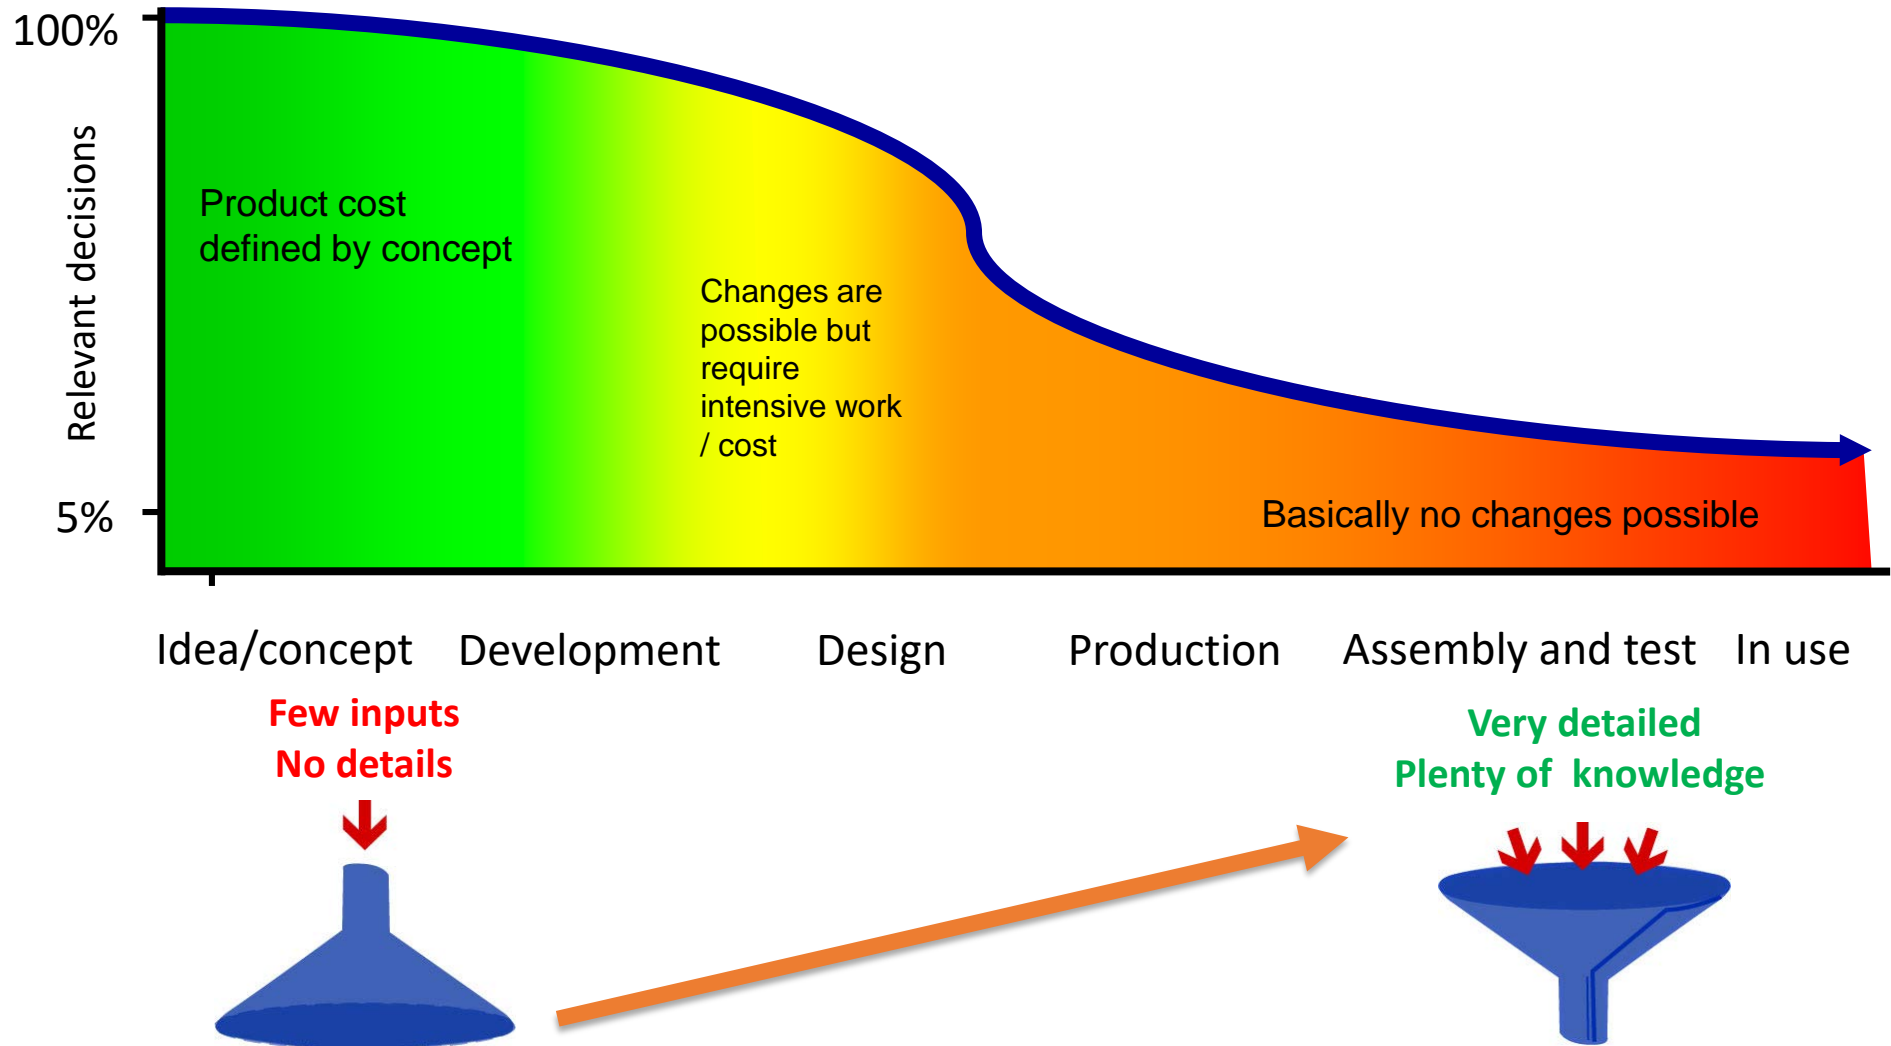 100%
Relevant decisions
5%
Product cost
defined by concept
Changes are
possible but
require
intensive work
/ cost
Basically no changes possible
Idea/concept Development Design Production Assembly and test In use
Few inputs
No details
Very detailed
Plenty of knowledge